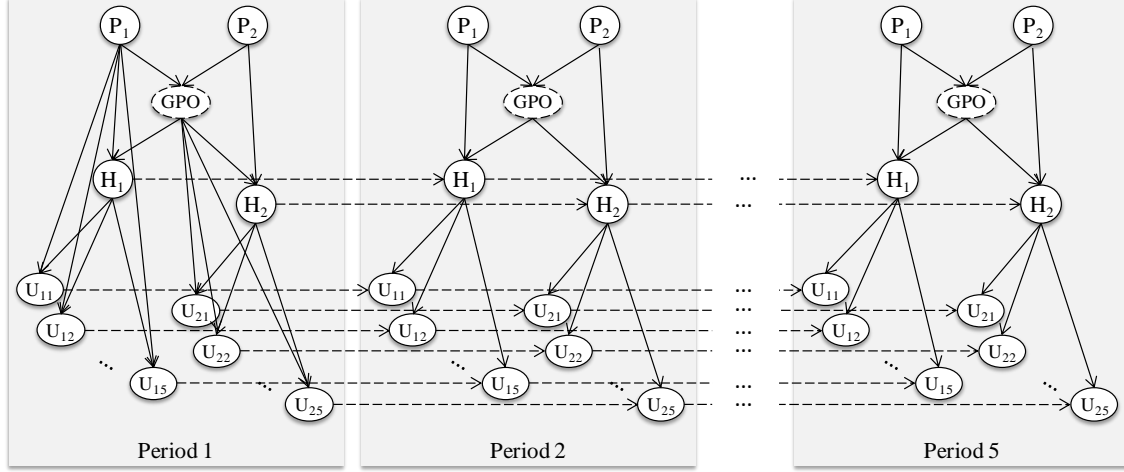 P1 P2 P1 P2 P1 P2
GPO GPO GPO
H1 H1 ... H1
H2 H2 ... H2
U11 U11 ... U11
U21 U21 ... U21
U12 U12 ... U12
U22 U22 ... U22
... ... ...
U15 ... U15 ... ... U15 ...
U25 U25 ... U25
Period 1 Period 2 Period 5